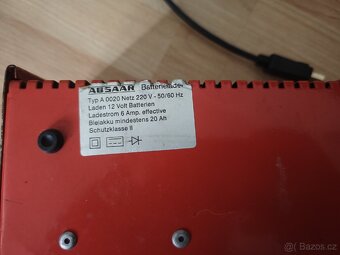 ABSAAR Batterielader
Typ A 0020 Netz 220 V - 50/60 Hz
Laden 12 Volt Batterien
Ladestrom 6 Amp. effective
Bleiakku mindestens 20 Ah
Schutzklasse II
Bazoš.cz